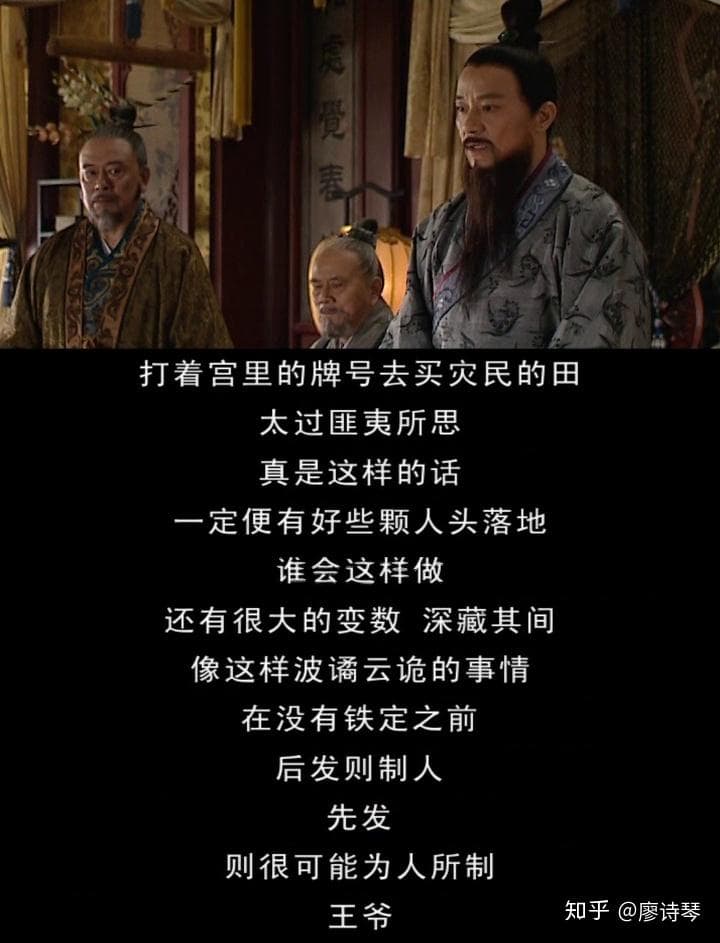 處覺春
打着宫里的牌号去买灾民的田
太过匪夷所思
真是这样的话
一定便有好些颗人头落地
谁会这样做
还有很大的变数 深藏其间
像这样波谲云诡的事情
在没有铁定之前
后发则制人
先发
则很可能为人所制
王爷
知乎 @廖诗琴